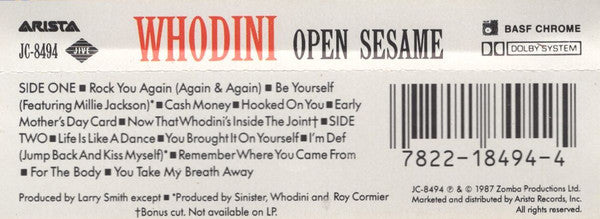 ARISTA
JC-8494 JIVE
WHODINI OPEN SESAME
BASF CHROME
DOLBY SYSTEM
SIDE ONE ■ Rock You Again (Again & Again) ■ Be Yourself
(Featuring Millie Jackson)* ■ Cash Money ■ Hooked On You ■ Early
Mother's Day Card ■ Now That Whodini's Inside The Joint† ■ SIDE
TWO ■ Life Is Like A Dance ■ You Brought It On Yourself ■ I'm Def
(Jump Back And Kiss Myself)* ■ Remember Where You Came From
■ For The Body ■ You Take My Breath Away
7822-18494-4
Produced by Larry Smith except ■ *Produced by Sinister, Whodini and Roy Cormier
†Bonus cut. Not available on LP.
JC-8494 ℗ & © 1987 Zomba Productions Ltd.
Manufactured and distributed by Arista Records, Inc.
All rights reserved.